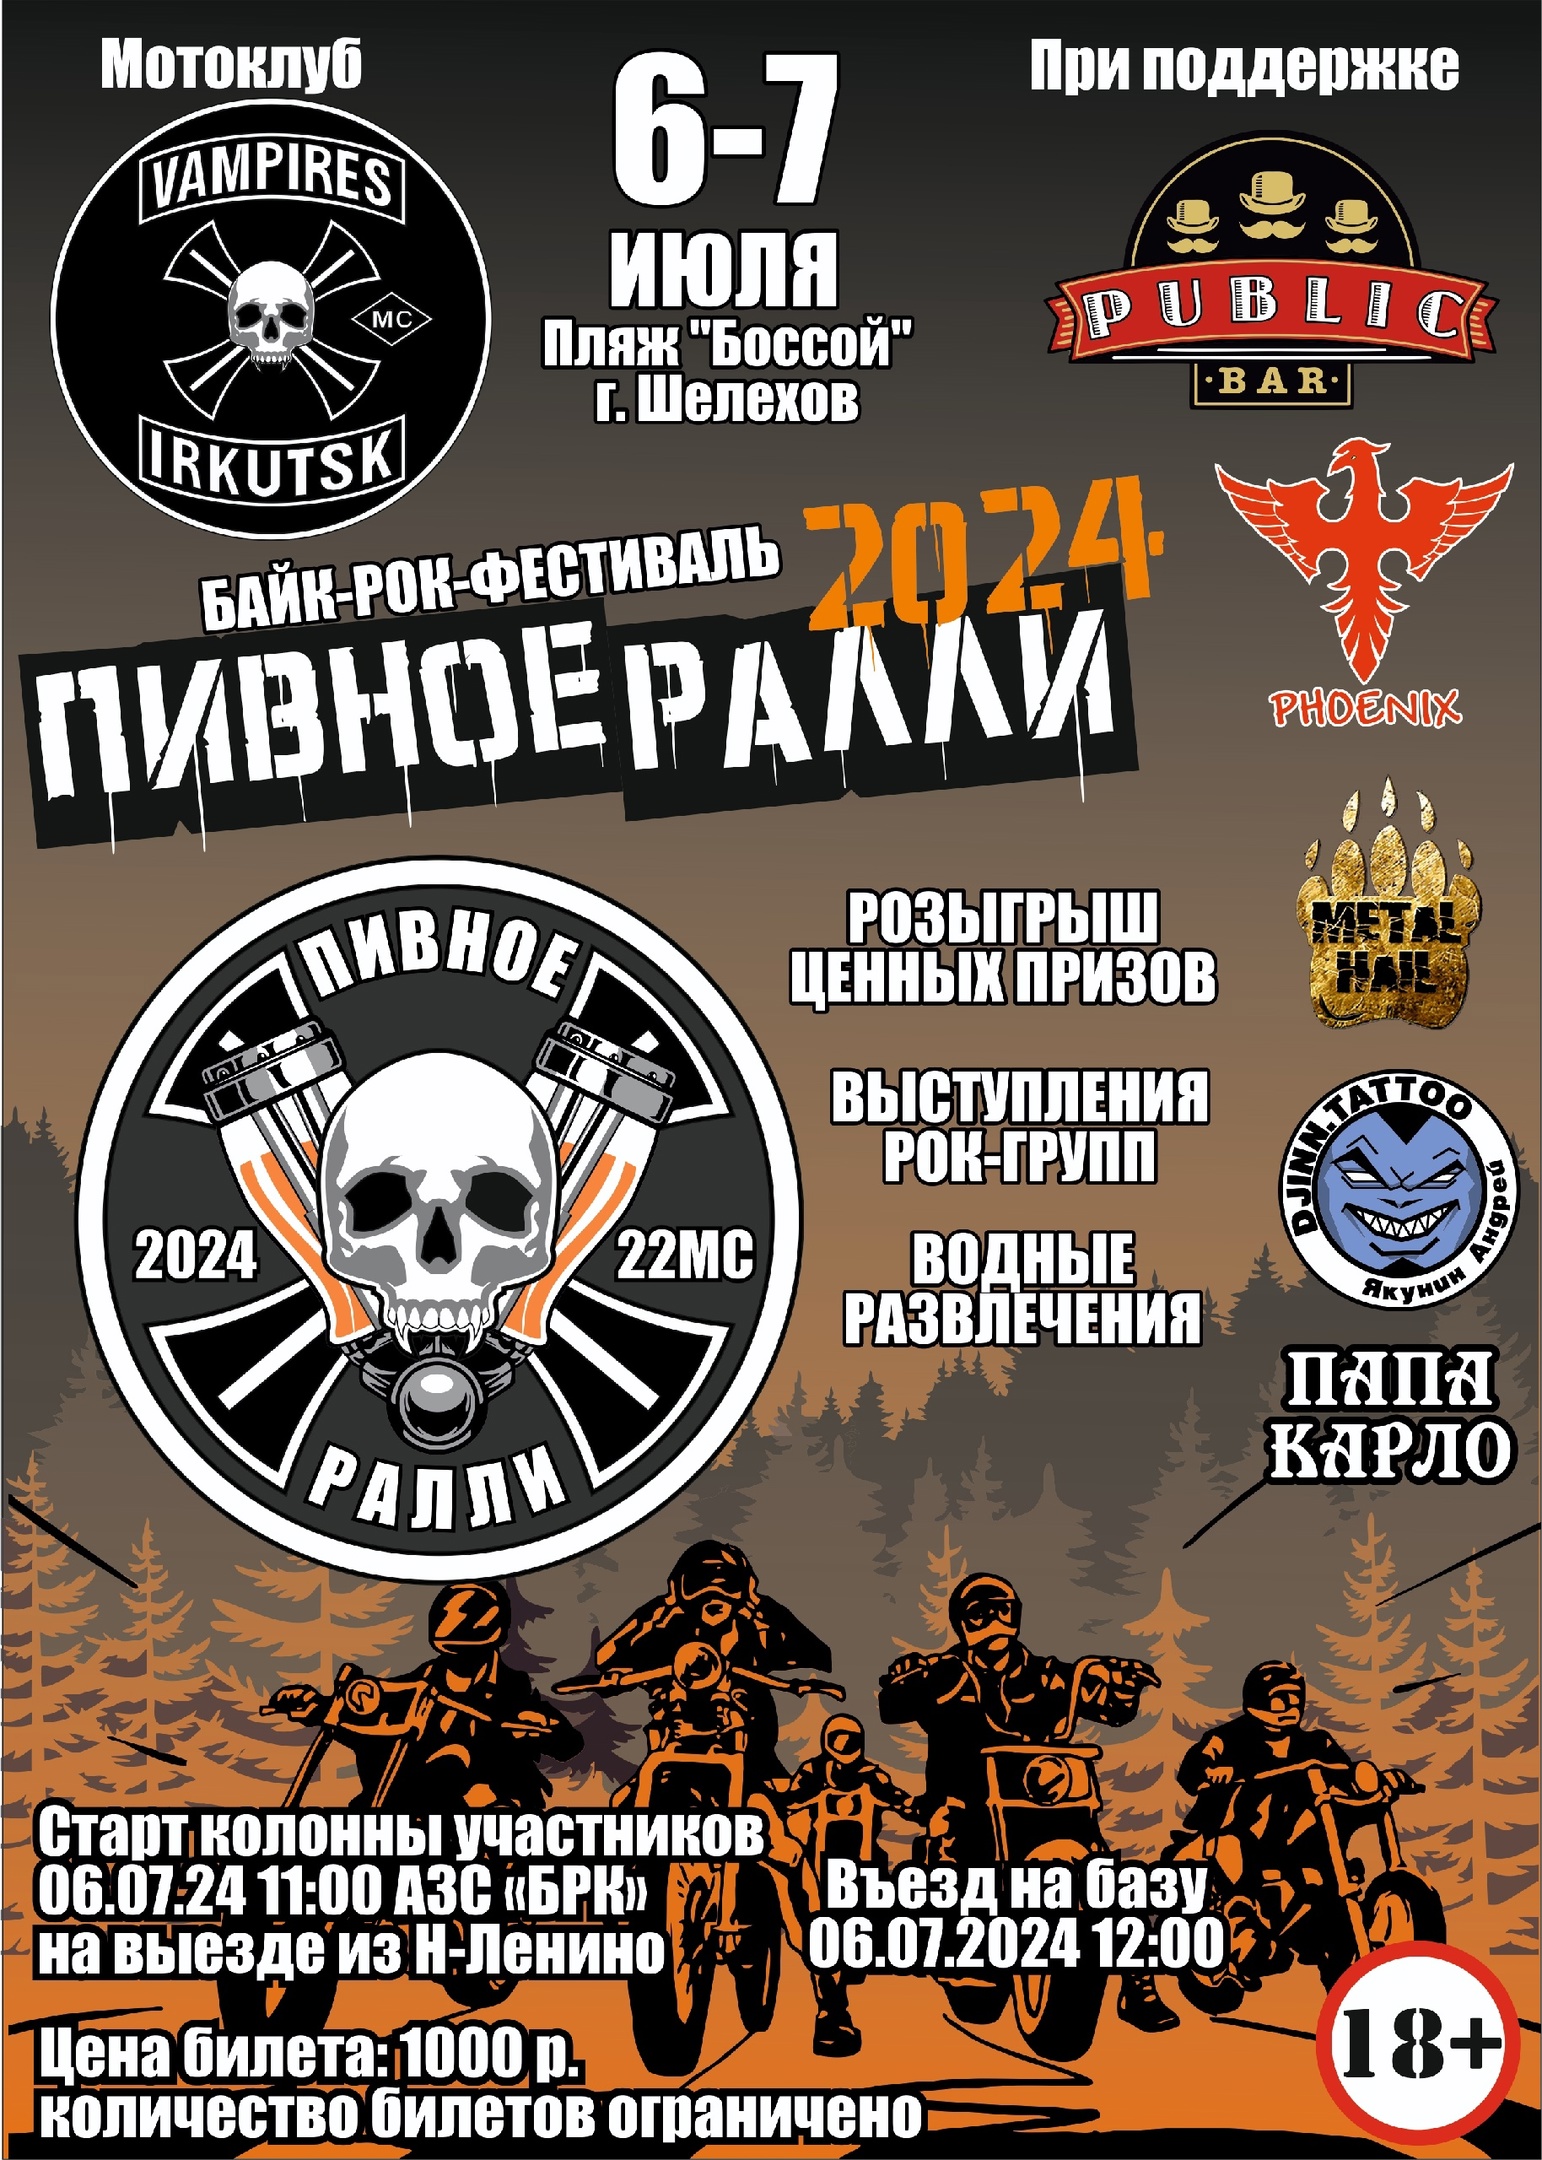 Мотоклуб
VAMPIRES
MC
IRKUTSK
6-7
ИЮЛЯ
Пляж "Боссой"
г. Шелехов
При поддержке
PUBLIC
·BAR·
PHOENIX
БАЙК-РОК-ФЕСТИВАЛЬ 2024
ПИВНОЕ РАЛЛИ
METAL
HAIL
ПИВНОЕ
2024 22МС
РАЛЛИ
РОЗЫГРЫШ
ЦЕННЫХ ПРИЗОВ
ВЫСТУПЛЕНИЯ
РОК-ГРУПП
ВОДНЫЕ
РАЗВЛЕЧЕНИЯ
DJINN.TATTOO
Якунин Андрей
ПАПА
КАРЛО
Старт колонны участников
06.07.24 11:00 АЗС «БРК»
на выезде из Н-Ленино
Въезд на базу
06.07.2024 12:00
Цена билета: 1000 р.
количество билетов ограничено
18+